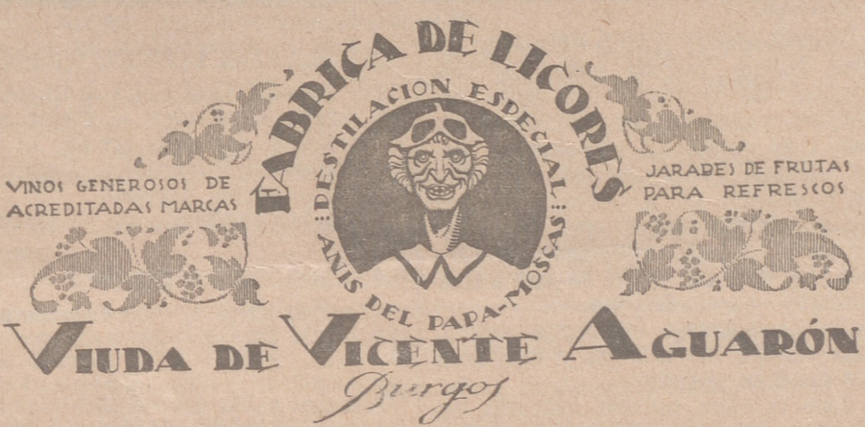 FABRICA DE LICORES
DESTILACION ESPECIAL
ANIS DEL PAPA-MOSCAS
VINOS GENEROSOS DE
ACREDITADAS MARCAS
JARABES DE FRUTAS
PARA REFRESCOS
VIUDA DE VICENTE AGUARÓN
Burgos